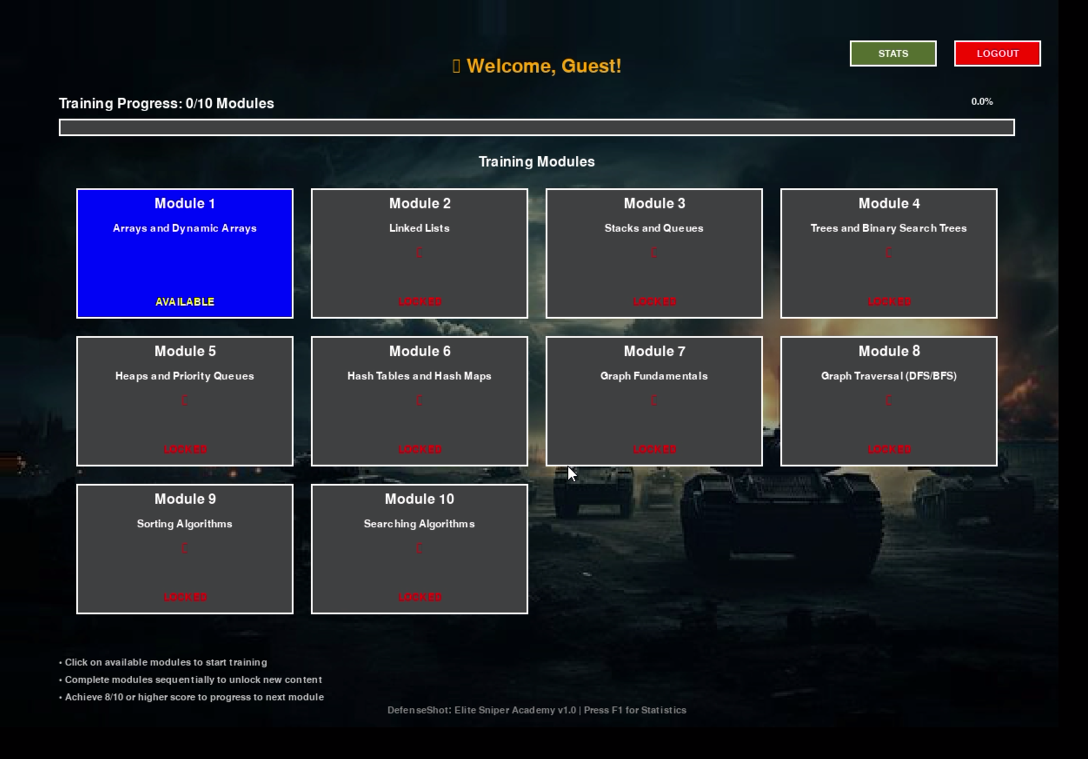 STATS
LOGOUT
Welcome, Guest!
Training Progress: 0/10 Modules
0.0%
Training Modules
Module 1
Arrays and Dynamic Arrays
AVAILABLE
Module 2
Linked Lists
LOCKED
Module 3
Stacks and Queues
LOCKED
Module 4
Trees and Binary Search Trees
LOCKED
Module 5
Heaps and Priority Queues
LOCKED
Module 6
Hash Tables and Hash Maps
LOCKED
Module 7
Graph Fundamentals
LOCKED
Module 8
Graph Traversal (DFS/BFS)
LOCKED
Module 9
Sorting Algorithms
LOCKED
Module 10
Searching Algorithms
LOCKED
• Click on available modules to start training
• Complete modules sequentially to unlock new content
• Achieve 8/10 or higher score to progress to next module
DefenseShot: Elite Sniper Academy v1.0 | Press F1 for Statistics